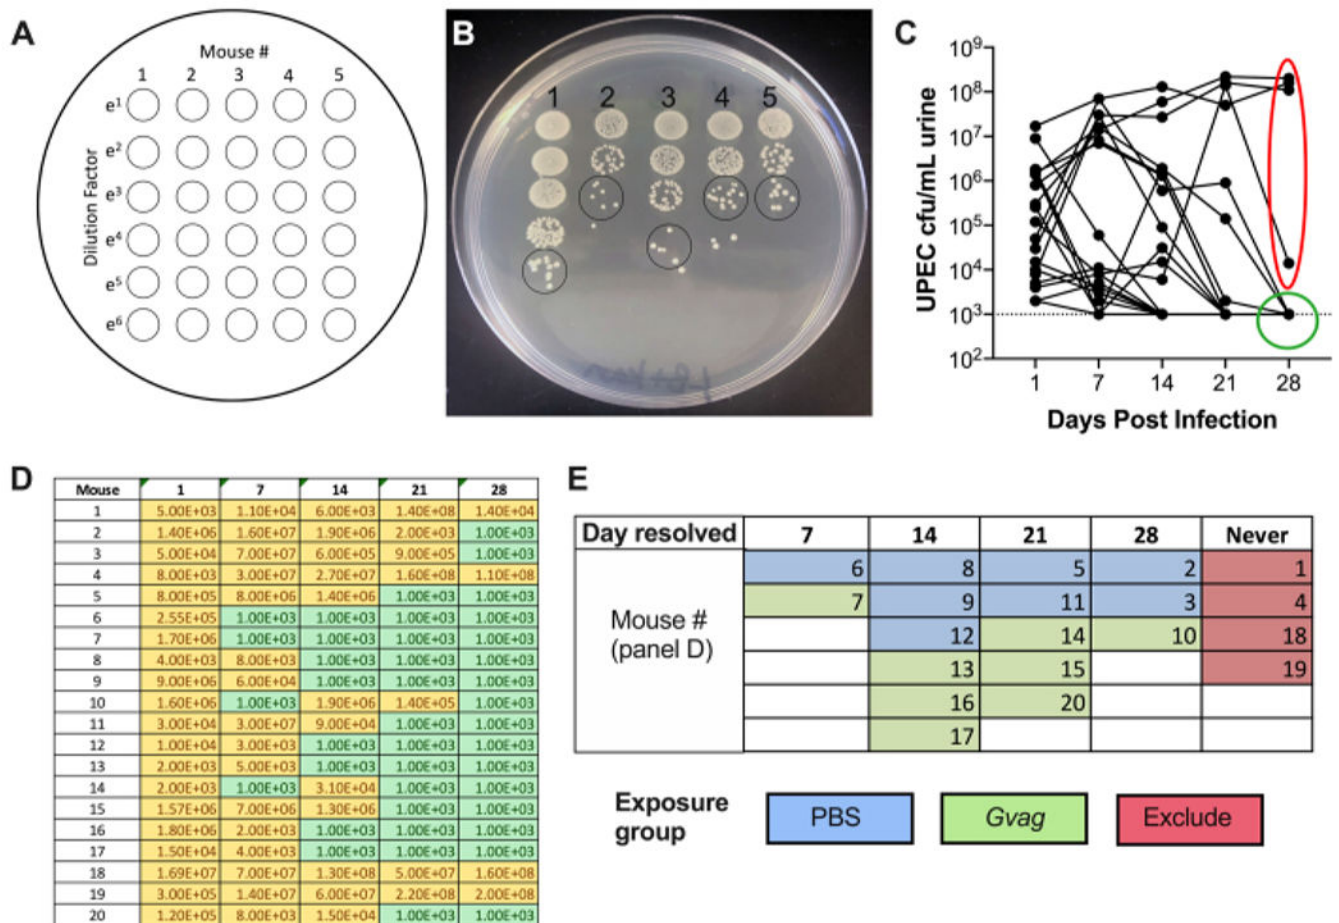 A
Mouse #
1 2 3 4 5
e1
e2
e3
e4
e5
e6
Dilution Factor
B
1 2 3 4 5
C
UPEC cfu/mL urine
10^9
10^8
10^7
10^6
10^5
10^4
10^3
10^2
1 7 14 21 28
Days Post Infection
D
Mouse 1 7 14 21 28
1 5.00E+03 1.10E+04 6.00E+03 1.40E+08 1.40E+04
2 1.40E+06 1.60E+07 1.90E+06 2.00E+03 1.00E+03
3 5.00E+04 7.00E+07 6.00E+05 9.00E+05 1.00E+03
4 8.00E+03 3.00E+07 2.70E+07 1.60E+08 1.10E+08
5 8.00E+05 8.00E+06 1.40E+06 1.00E+03 1.00E+03
6 2.55E+05 1.00E+03 1.00E+03 1.00E+03 1.00E+03
7 1.70E+06 1.00E+03 1.00E+03 1.00E+03 1.00E+03
8 4.00E+03 8.00E+03 1.00E+03 1.00E+03 1.00E+03
9 9.00E+06 6.00E+04 1.00E+03 1.00E+03 1.00E+03
10 1.60E+06 1.00E+03 1.90E+06 1.40E+05 1.00E+03
11 3.00E+04 3.00E+07 9.00E+04 1.00E+03 1.00E+03
12 1.00E+04 3.00E+03 1.00E+03 1.00E+03 1.00E+03
13 2.00E+03 5.00E+03 1.00E+03 1.00E+03 1.00E+03
14 2.00E+03 1.00E+03 3.10E+04 1.00E+03 1.00E+03
15 1.57E+06 7.00E+06 1.30E+06 1.00E+03 1.00E+03
16 1.80E+06 2.00E+03 1.00E+03 1.00E+03 1.00E+03
17 1.50E+04 4.00E+03 1.00E+03 1.00E+03 1.00E+03
18 1.69E+07 7.00E+07 1.30E+08 5.00E+07 1.60E+08
19 3.00E+05 1.40E+07 6.00E+07 2.20E+08 2.00E+08
20 1.20E+05 8.00E+03 1.50E+04 1.00E+03 1.00E+03
E
Day resolved 7 14 21 28 Never
Mouse #
(panel D)
6 8 5 2 1
7 9 11 3 4
12 14 10 18
13 15 19
16 20
17
Exposure
group
PBS Gvag Exclude